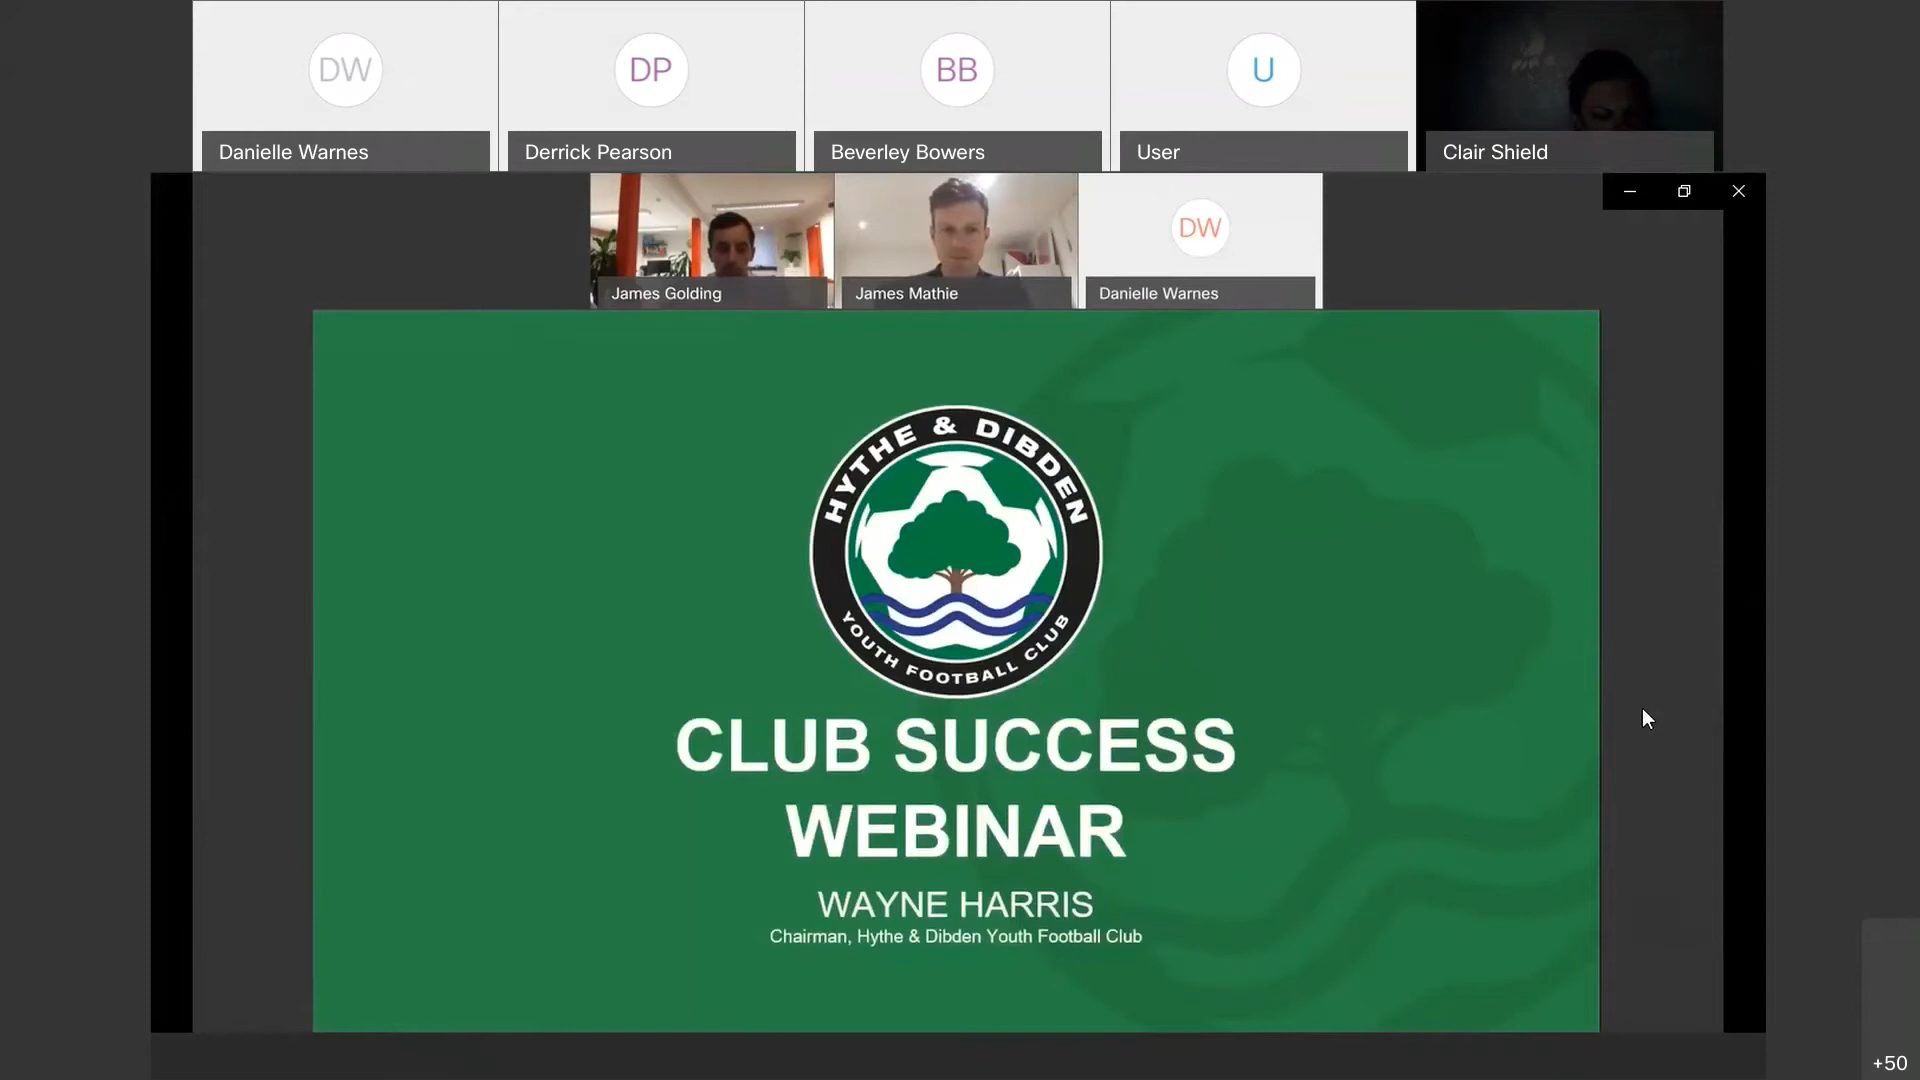 DW
DP
BB
U
Danielle Warnes
Derrick Pearson
Beverley Bowers
User
Clair Shield
DW
James Golding
James Mathie
Danielle Warnes
HYTHE & DIBDEN
YOUTH FOOTBALL CLUB
CLUB SUCCESS
WEBINAR
WAYNE HARRIS
Chairman, Hythe & Dibden Youth Football Club
+50